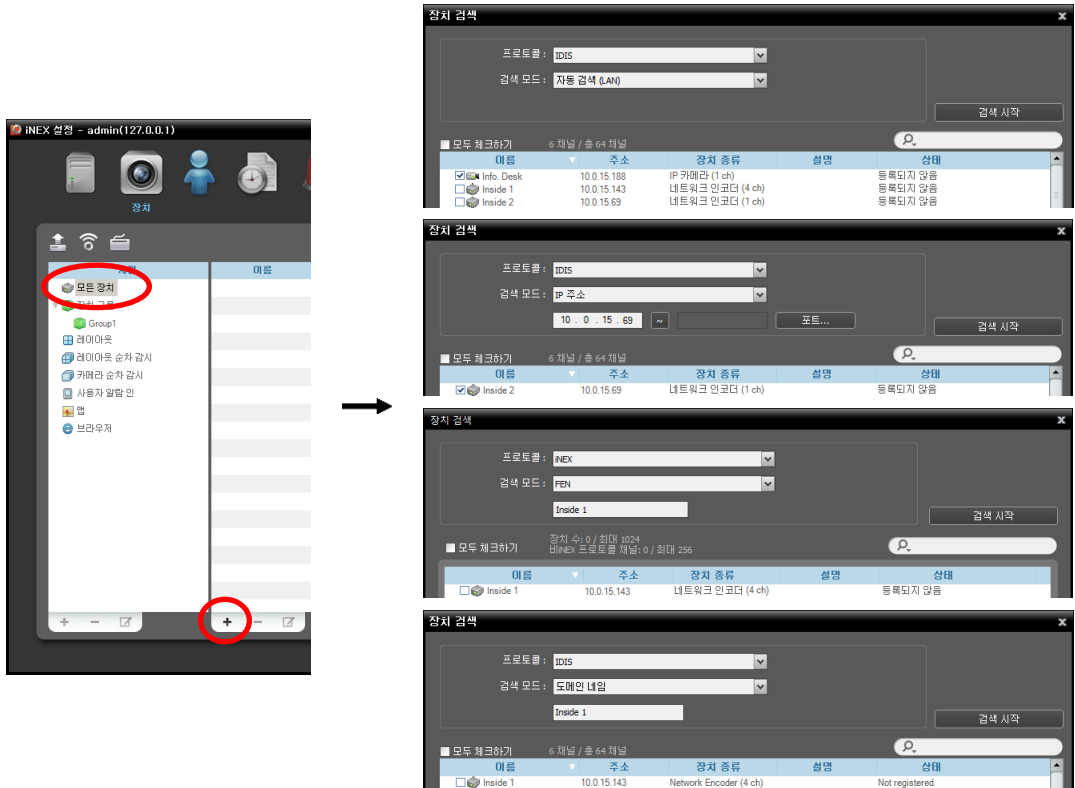 iNEX 설정 - admin(127.0.0.1)
장치
이름
모든 장치
Group1
레이아웃
레이아웃 순차 감시
카메라 순차 감시
사용자 알람 인
맵
브라우저
장치 검색
프로토콜 : IDIS
검색 모드 : 자동 검색 (LAN)
검색 시작
모두 체크하기 6 채널 / 총 64 채널
이름 주소 장치 종류 설명 상태
Info. Desk 10.0.15.188 IP 카메라 (1 ch) 등록되지 않음
Inside 1 10.0.15.143 네트워크 인코더 (4 ch) 등록되지 않음
Inside 2 10.0.15.69 네트워크 인코더 (1 ch) 등록되지 않음
장치 검색
프로토콜 : IDIS
검색 모드 : IP 주소
10 . 0 . 15 . 69 ~ 포트...
검색 시작
모두 체크하기 6 채널 / 총 64 채널
이름 주소 장치 종류 설명 상태
Inside 2 10.0.15.69 네트워크 인코더 (1 ch) 등록되지 않음
장치 검색
프로토콜 : iNEX
검색 모드 : FEN
Inside 1
검색 시작
장치 수: 0 / 최대 1024
모두 체크하기 비iNEX 프로토콜 채널: 0 / 최대 256
이름 주소 장치 종류 설명 상태
Inside 1 10.0.15.143 네트워크 인코더 (4 ch) 등록되지 않음
장치 검색
프로토콜 : IDIS
검색 모드 : 도메인 네임
Inside 1
검색 시작
모두 체크하기 6 채널 / 총 64 채널
이름 주소 장치 종류 설명 상태
Inside 1 10.0.15.143 Network Encoder (4 ch) Not registered